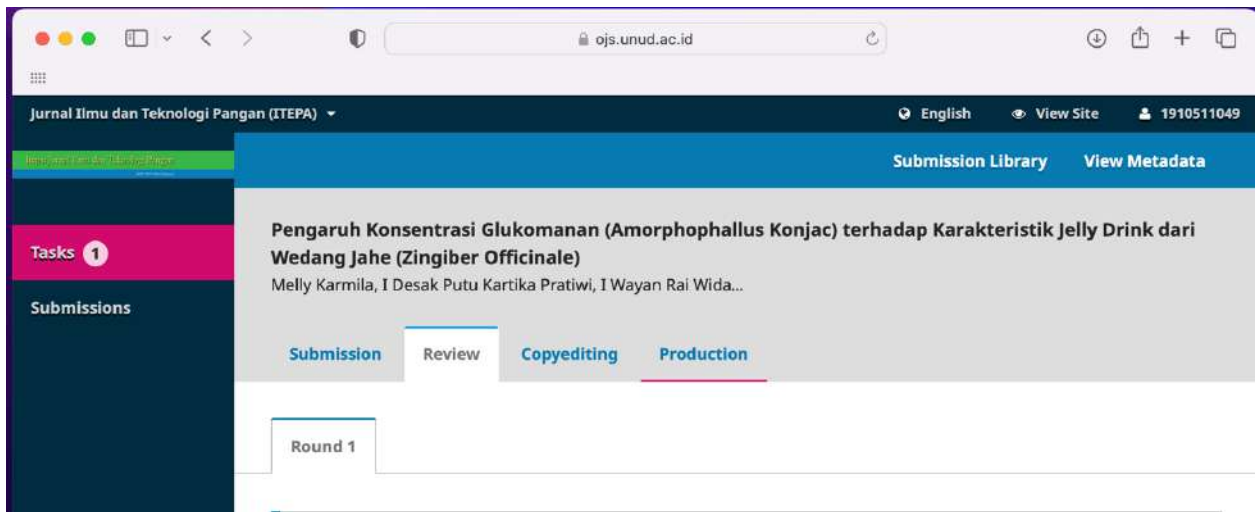 ojs.unud.ac.id
Jurnal Ilmu dan Teknologi Pangan (ITEPA)
English
View Site
1910511049
Submission Library
View Metadata
Tasks 1
Submissions
Pengaruh Konsentrasi Glukomanan (Amorphophallus Konjac) terhadap Karakteristik Jelly Drink dari
Wedang Jahe (Zingiber Officinale)
Melly Karmila, I Desak Putu Kartika Pratiwi, I Wayan Rai Wida...
Submission
Review
Copyediting
Production
Round 1